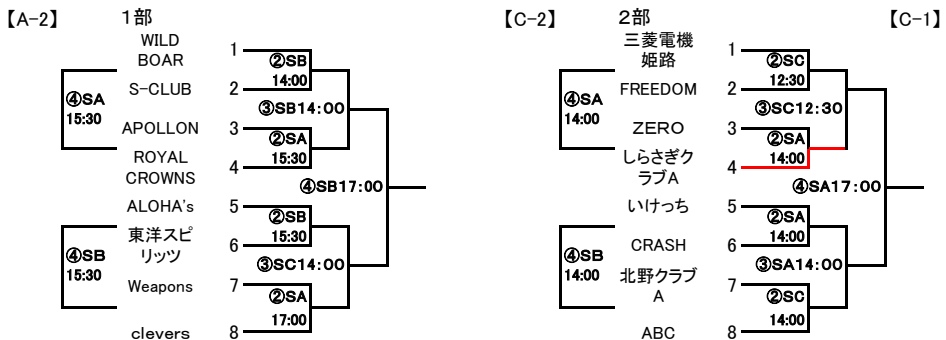 【A-2】 1部
WILD
BOAR 1
②SB
14:00
S-CLUB 2
④SA
15:30
③SB14:00
APOLLON 3
②SA
15:30
ROYAL
CROWNS 4
④SB17:00
ALOHA's 5
②SB
15:30
東洋スピ
リッツ 6
④SB
15:30
③SC14:00
Weapons 7
②SA
17:00
clevers 8
【C-2】 2部 【C-1】
三菱電機
姫路 1
②SC
12:30
FREEDOM 2
④SA
14:00
③SC12:30
ZERO 3
②SA
14:00
しらさぎク
ラブA 4
④SA17:00
いけっち 5
②SA
14:00
CRASH 6
④SB
14:00
③SA14:00
北野クラブ
A 7
②SC
14:00
ABC 8